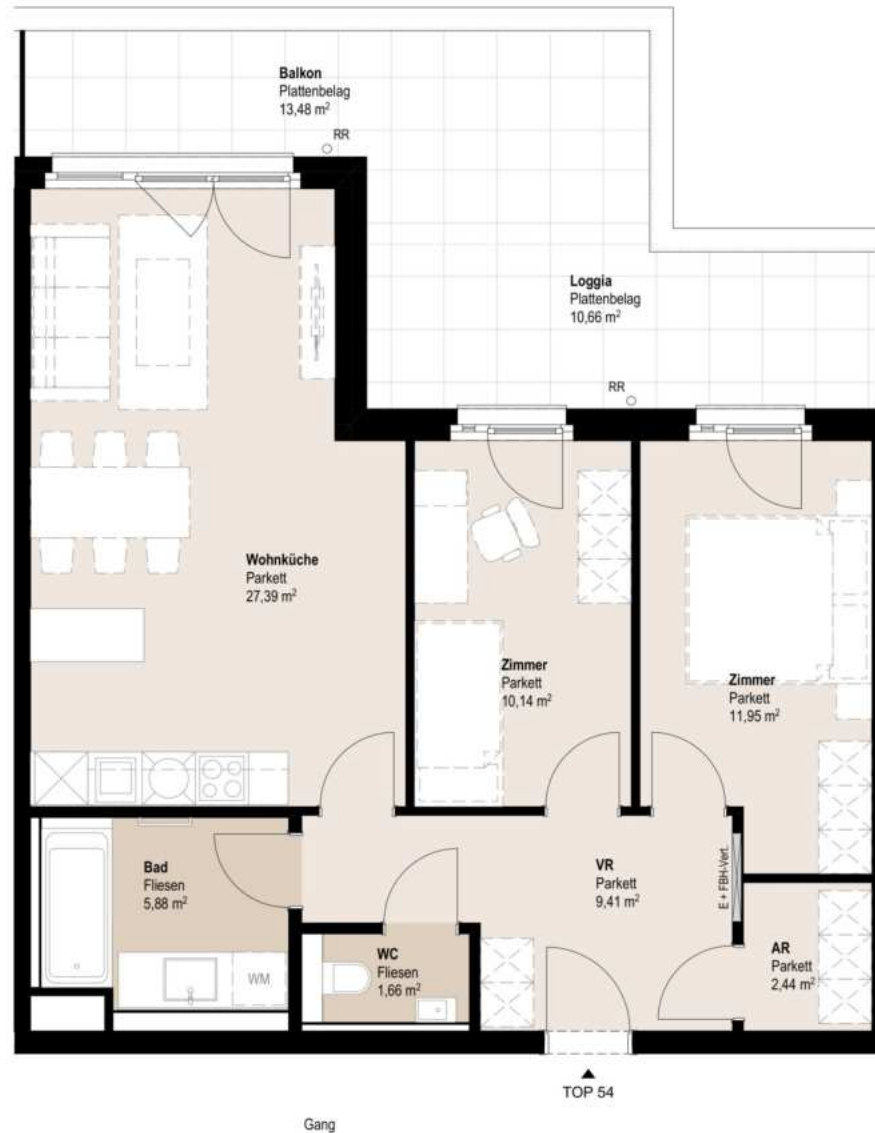 Balkon
Plattenbelag
13,48 m²
RR
Loggia
Plattenbelag
10,66 m²
RR
Wohnküche
Parkett
27,39 m²
Zimmer
Parkett
10,14 m²
Zimmer
Parkett
11,95 m²
Bad
Fliesen
5,88 m²
WM
WC
Fliesen
1,66 m²
VR
Parkett
9,41 m²
E + FBH-Vert.
AR
Parkett
2,44 m²
TOP 54
Gang